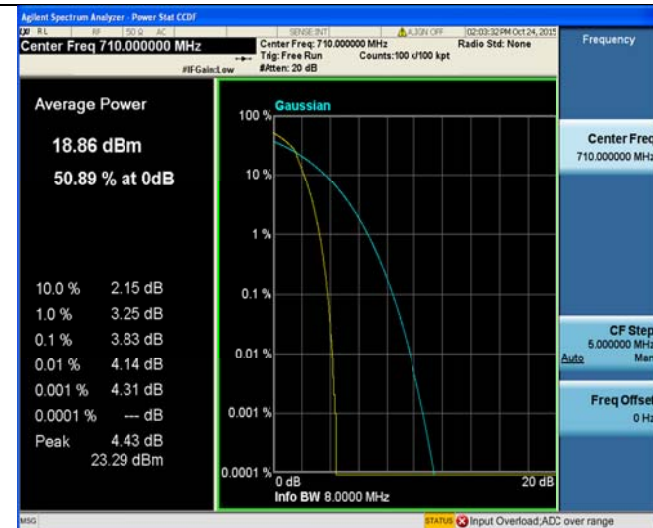 Agilent Spectrum Analyzer - Power Stat CCDF
RL RF 50 Ω AC SENSE:INT ALIGN OFF 02:03:32 PM Oct 24, 2015
Center Freq 710.000000 MHz
Center Freq: 710.000000 MHz Radio Std: None
Trig: Free Run Counts:100 k/100 kpt
#IFGain:Low #Atten: 20 dB
Frequency
Average Power
18.86 dBm
50.89 % at 0dB
10.0 % 2.15 dB
1.0 % 3.25 dB
0.1 % 3.83 dB
0.01 % 4.14 dB
0.001 % 4.31 dB
0.0001 % --- dB
Peak 4.43 dB
23.29 dBm
Gaussian
100 %
10 %
1 %
0.1 %
0.01 %
0.001 %
0.0001 %
0 dB 20 dB
Info BW 8.0000 MHz
Center Freq
710.000000 MHz
CF Step
5.000000 MHz
Auto Man
Freq Offset
0 Hz
MSG STATUS Input Overload;ADC over range